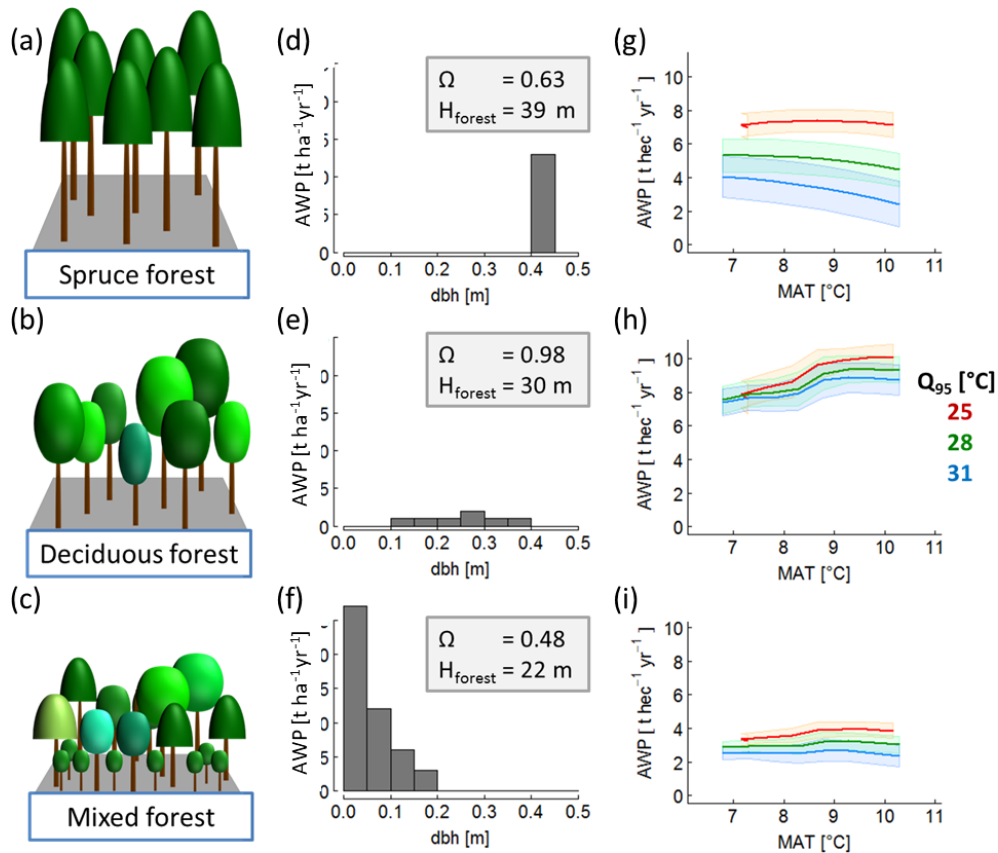 (a)
Spruce forest
(d)
AWP [t ha⁻¹yr⁻¹]
Ω = 0.63
H_forest = 39 m
5
0
0.0 0.1 0.2 0.3 0.4 0.5
dbh [m]
(g)
AWP [ t hec⁻¹ yr⁻¹ ]
10
8
6
4
2
0
7 8 9 10 11
MAT [°C]
(b)
Deciduous forest
(e)
AWP [t ha⁻¹yr⁻¹]
Ω = 0.98
H_forest = 30 m
5
0
0.0 0.1 0.2 0.3 0.4 0.5
dbh [m]
(h)
AWP [ t hec⁻¹ yr⁻¹ ]
10
8
6
4
2
0
7 8 9 10 11
MAT [°C]
Q₉₅ [°C]
25
28
31
(c)
Mixed forest
(f)
AWP [t ha⁻¹yr⁻¹]
Ω = 0.48
H_forest = 22 m
5
0
0.0 0.1 0.2 0.3 0.4 0.5
dbh [m]
(i)
AWP [ t hec⁻¹ yr⁻¹ ]
10
8
6
4
2
0
7 8 9 10 11
MAT [°C]